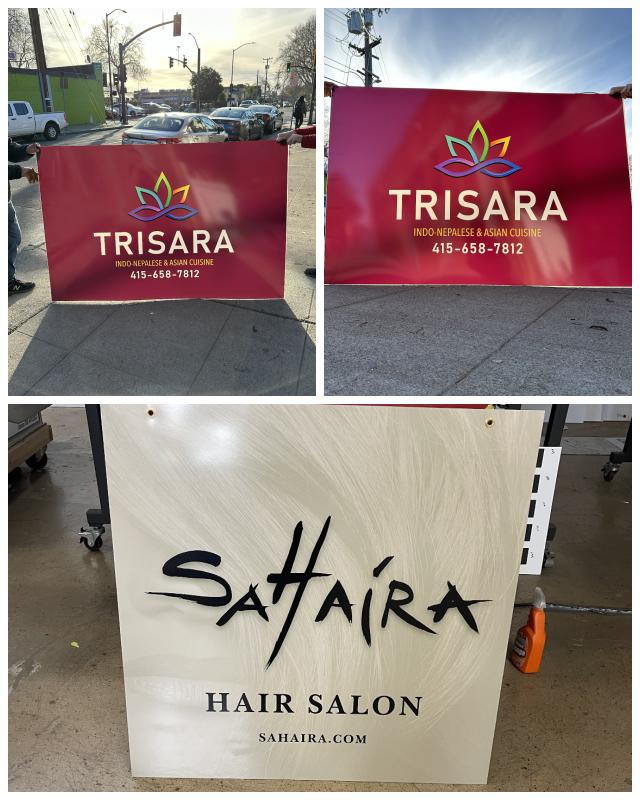 TRISARA
INDO-NEPALESE & ASIAN CUISINE
415-658-7812
TRISARA
INDO-NEPALESE & ASIAN CUISINE
415-658-7812
SAHAIRA
HAIR SALON
SAHAIRA.COM